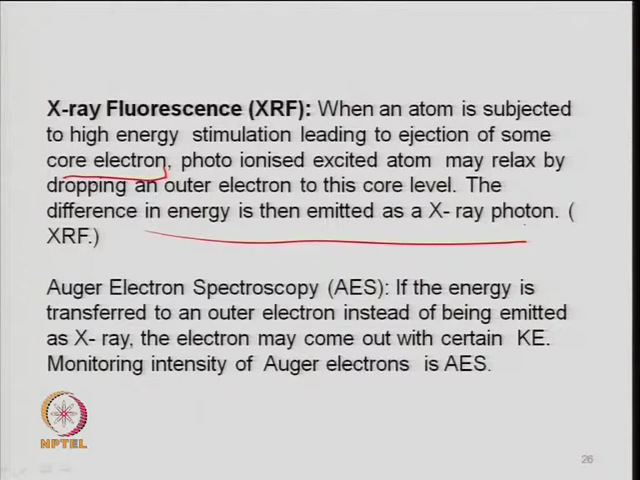 X-ray Fluorescence (XRF): When an atom is subjected
to high energy stimulation leading to ejection of some
core electron, photo ionised excited atom may relax by
dropping an outer electron to this core level. The
difference in energy is then emitted as a X- ray photon. (
XRF.)
Auger Electron Spectroscopy (AES): If the energy is
transferred to an outer electron instead of being emitted
as X- ray, the electron may come out with certain KE.
Monitoring intensity of Auger electrons is AES.
NPTEL
26